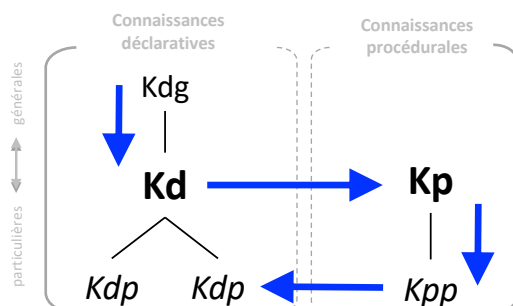 Connaissances
déclaratives
Connaissances
procédurales
générales
particulières
Kdg
Kd
Kp
Kdp
Kdp
Kpp